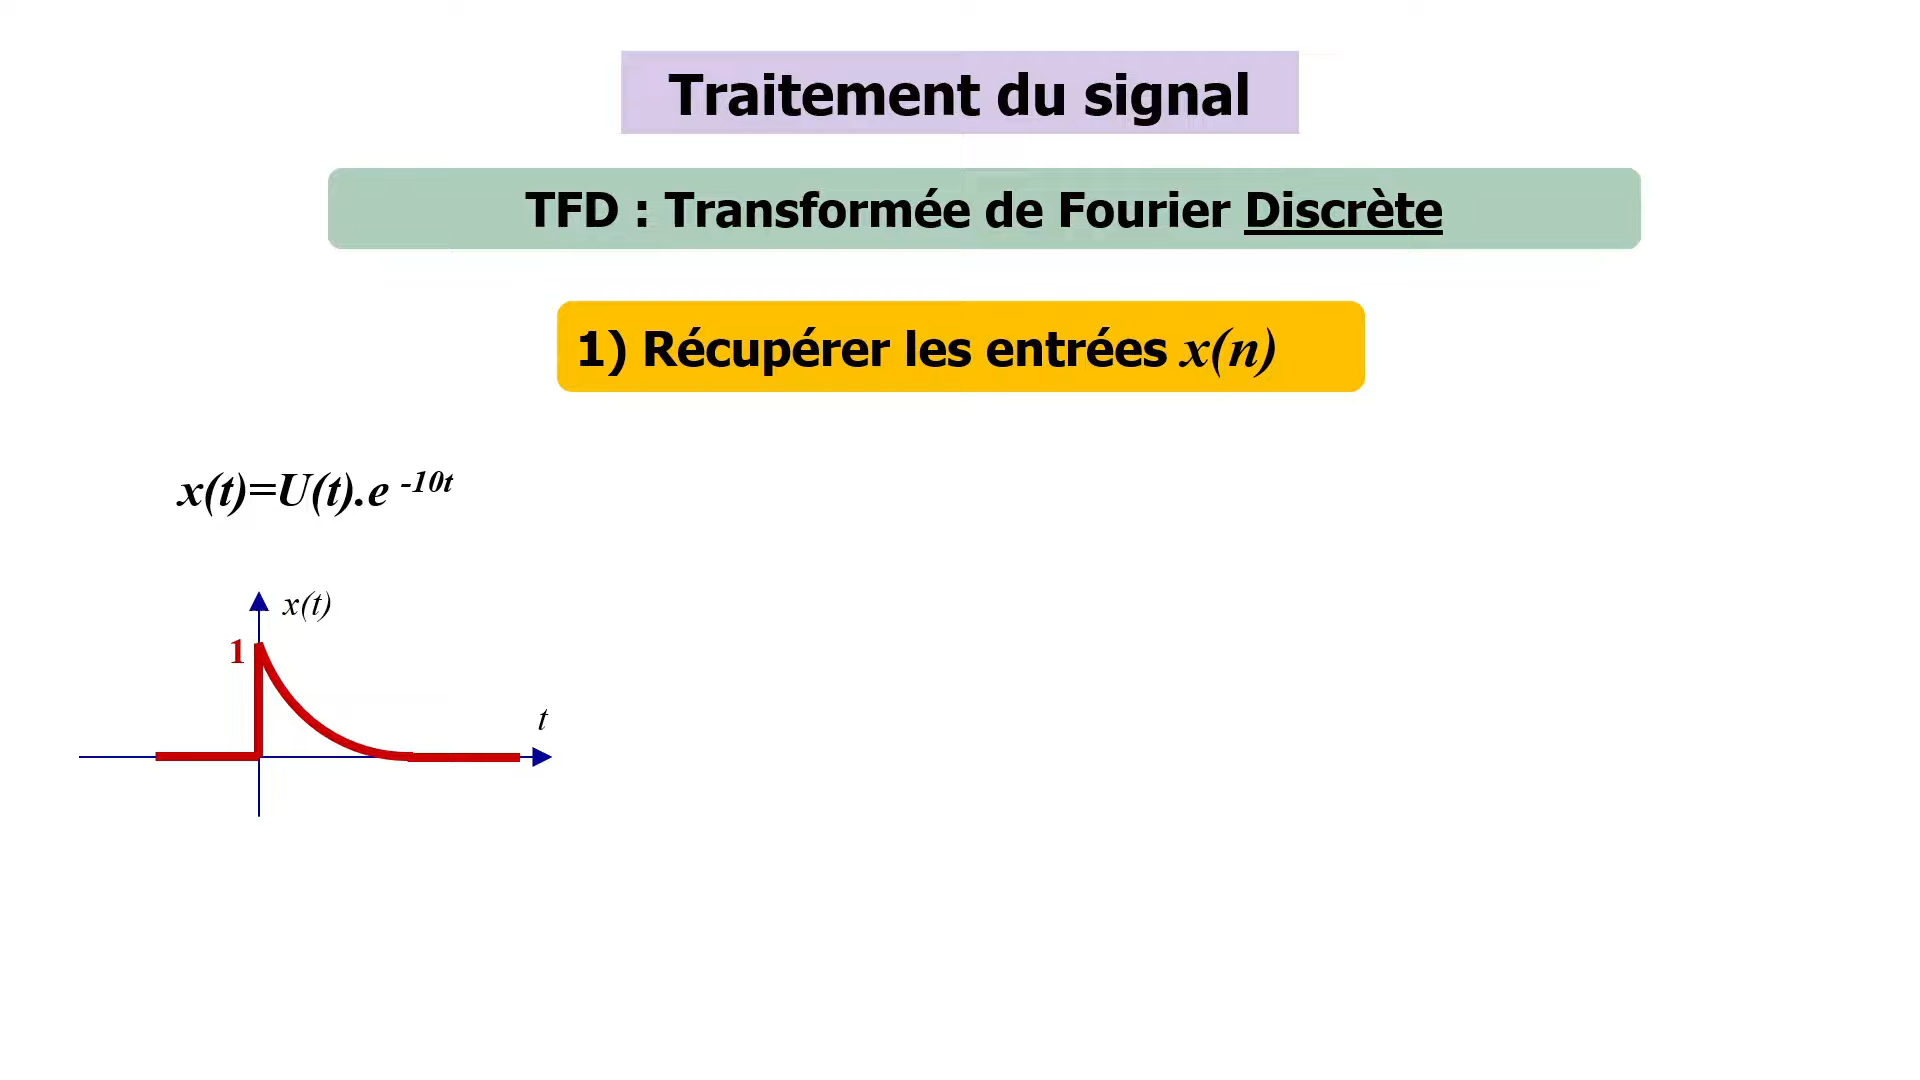 Traitement du signal
TFD : Transformée de Fourier Discrète
1) Récupérer les entrées x(n)
x(t)=U(t).e -10t
x(t)
1
t